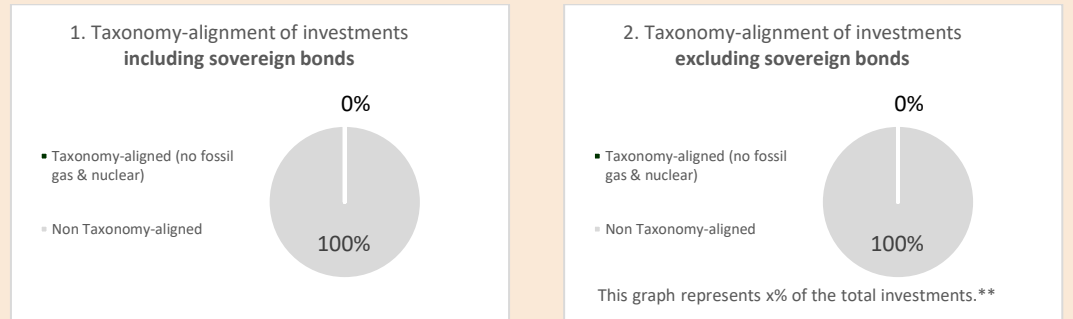 1. Taxonomy-alignment of investments
including sovereign bonds
0%
Taxonomy-aligned (no fossil
gas & nuclear)
Non Taxonomy-aligned
100%
2. Taxonomy-alignment of investments
excluding sovereign bonds
0%
Taxonomy-aligned (no fossil
gas & nuclear)
Non Taxonomy-aligned
100%
This graph represents x% of the total investments.**